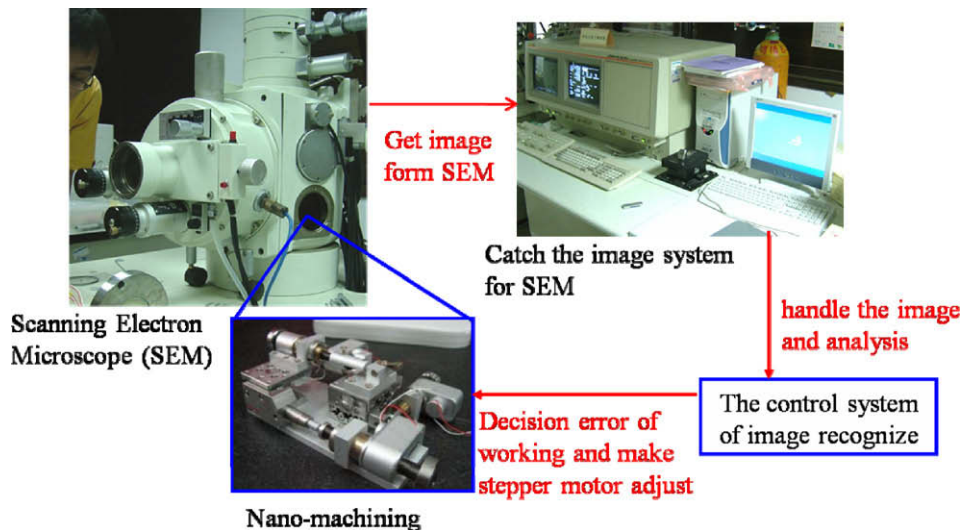 Get image
form SEM
Catch the image system
for SEM
Scanning Electron
Microscope (SEM)
handle the image
and analysis
The control system
of image recognize
Decision error of
working and make
stepper motor adjust
Nano-machining